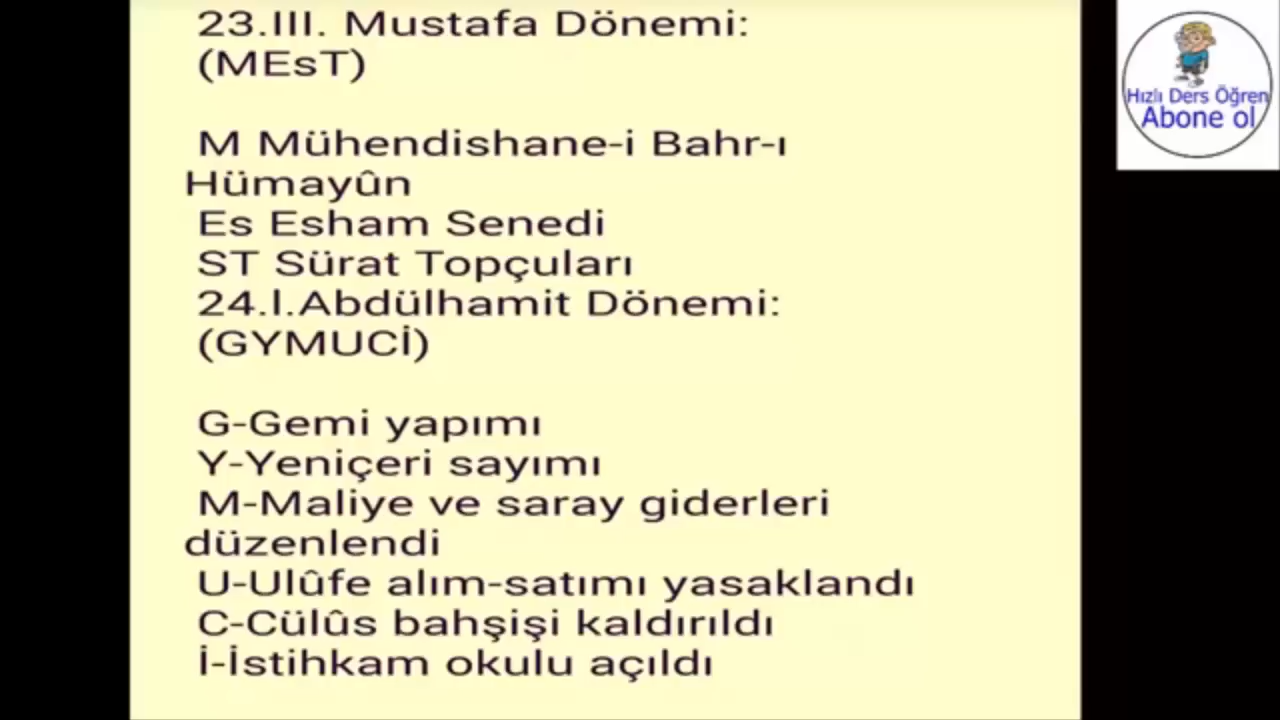 23.III. Mustafa Dönemi:
(MEsT)
M Mühendishane-i Bahr-ı
Hümayûn
Es Esham Senedi
ST Sürat Topçuları
24.I.Abdülhamit Dönemi:
(GYMUCİ)
G-Gemi yapımı
Y-Yeniçeri sayımı
M-Maliye ve saray giderleri
düzenlendi
U-Ulûfe alım-satımı yasaklandı
C-Cülûs bahşişi kaldırıldı
İ-İstihkam okulu açıldı
Hızlı Ders Öğren
Abone ol